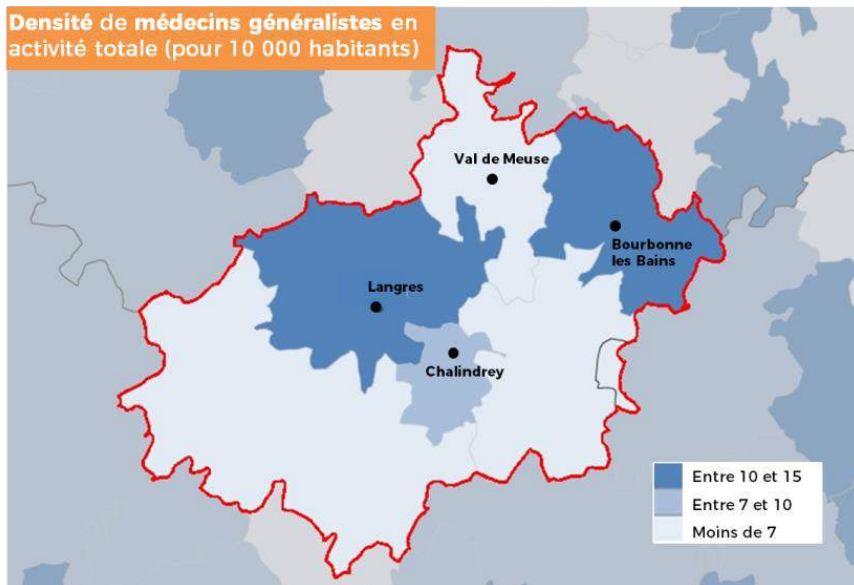 Densité de médecins généralistes en
activité totale (pour 10 000 habitants)
Val de Meuse
Bourbonne
les Bains
Langres
Chalindrey
Entre 10 et 15
Entre 7 et 10
Moins de 7